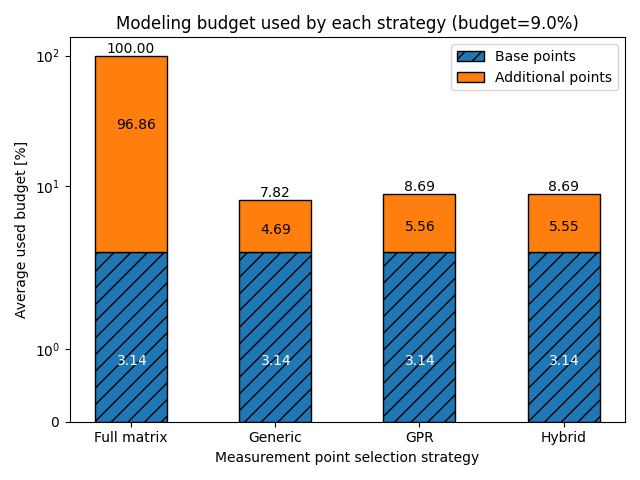 Modeling budget used by each strategy (budget=9.0%)
Base points
Additional points
100.00
96.86
7.82
8.69
8.69
4.69
5.56
5.55
3.14
3.14
3.14
3.14
10²
10¹
10⁰
0
Average used budget [%]
Full matrix
Generic
GPR
Hybrid
Measurement point selection strategy